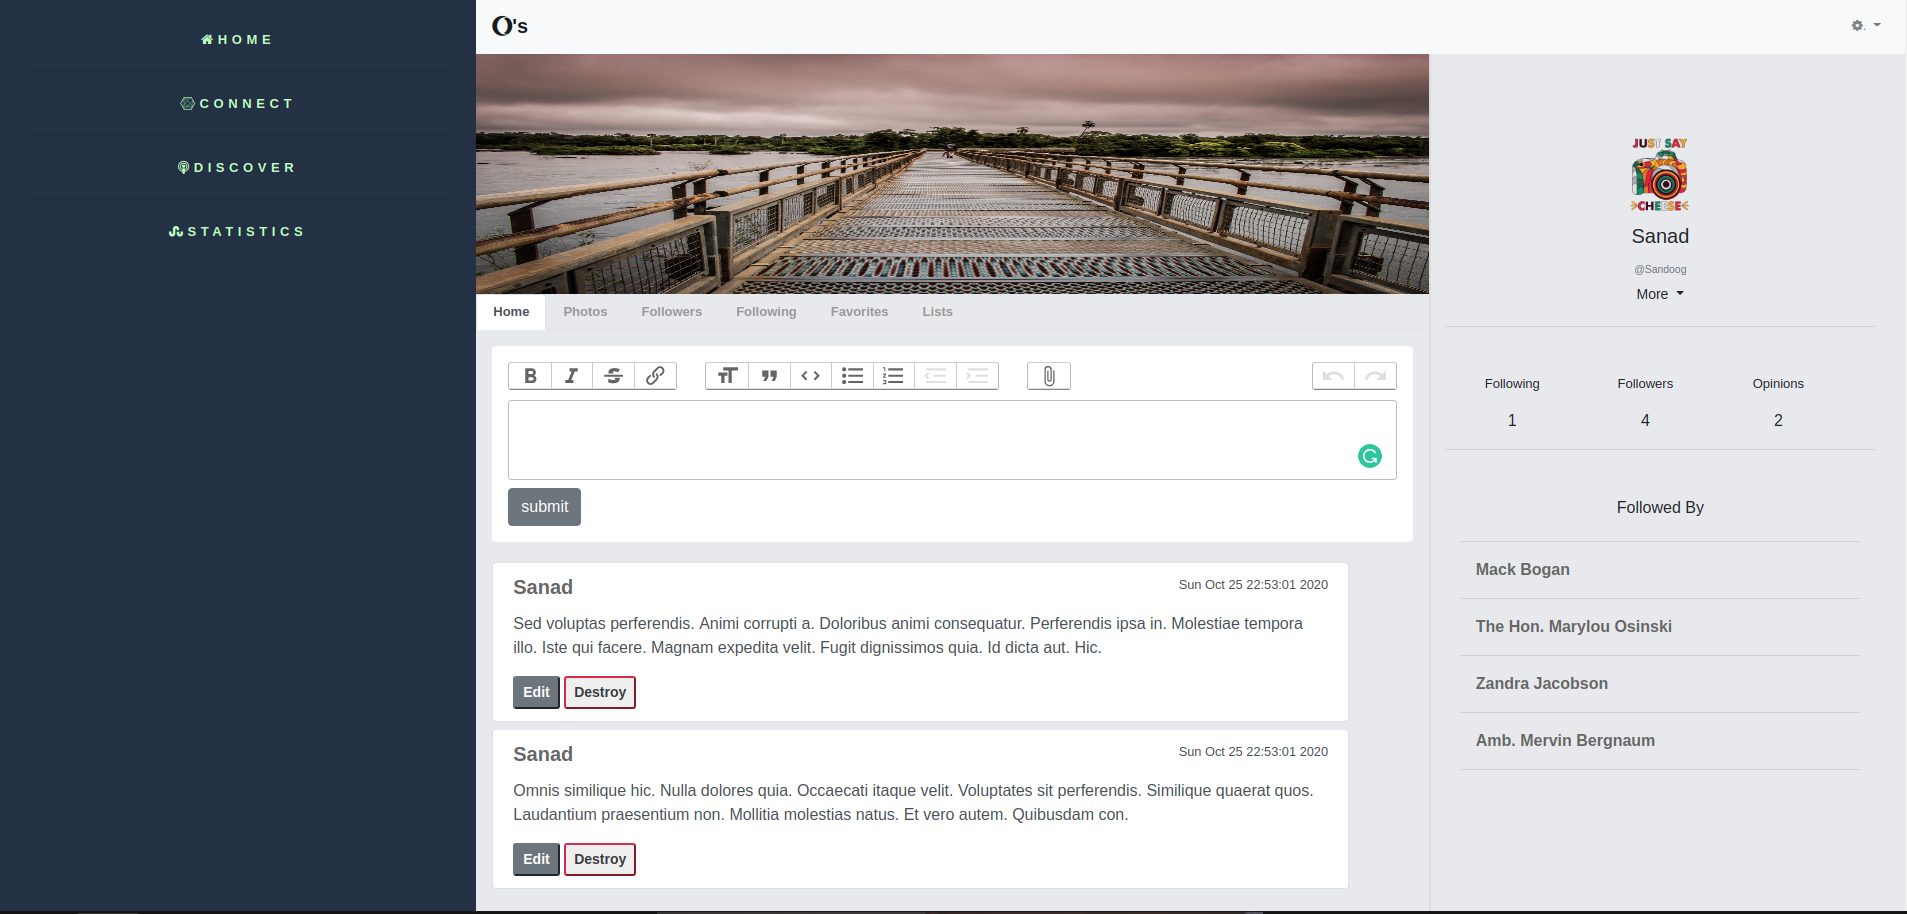 HOME
CONNECT
DISCOVER
STATISTICS
O's
Home Photos Followers Following Favorites Lists
submit
Sanad Sun Oct 25 22:53:01 2020
Sed voluptas perferendis. Animi corrupti a. Doloribus animi consequatur. Perferendis ipsa in. Molestiae tempora
illo. Iste qui facere. Magnam expedita velit. Fugit dignissimos quia. Id dicta aut. Hic.
Edit Destroy
Sanad Sun Oct 25 22:53:01 2020
Omnis similique hic. Nulla dolores quia. Occaecati itaque velit. Voluptates sit perferendis. Similique quaerat quos.
Laudantium praesentium non. Mollitia molestias natus. Et vero autem. Quibusdam con.
Edit Destroy
JUST SAY
CHEESE
Sanad
@Sandoog
More
Following Followers Opinions
1 4 2
Followed By
Mack Bogan
The Hon. Marylou Osinski
Zandra Jacobson
Amb. Mervin Bergnaum